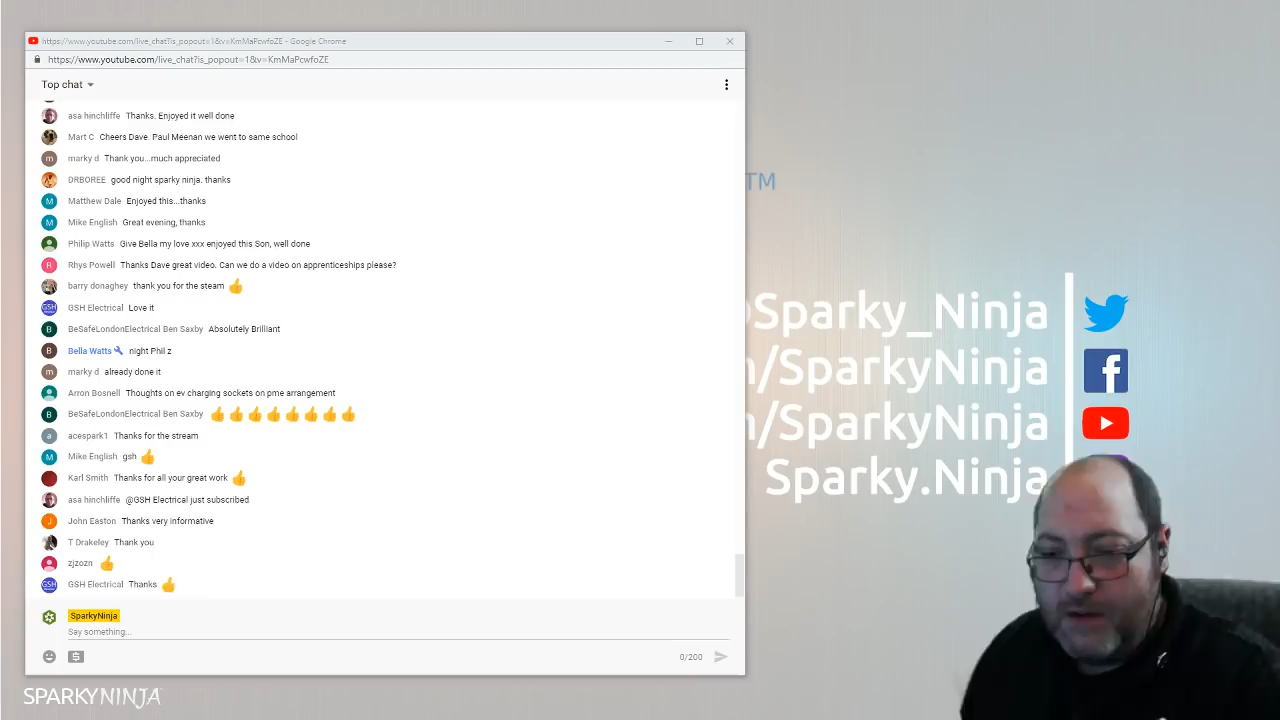 https://www.youtube.com/live_chat?is_popout=1&v=KmMaPcwfoZE - Google Chrome
https://www.youtube.com/live_chat?is_popout=1&v=KmMaPcwfoZE
Top chat
asa hinchliffe Thanks. Enjoyed it well done
Mart C Cheers Dave. Paul Meenan we went to same school
m marky d Thank you...much appreciated
DRBOREE good night sparky ninja. thanks
M Matthew Dale Enjoyed this...thanks
M Mike English Great evening, thanks
Philip Watts Give Bella my love xxx enjoyed this Son, well done
R Rhys Powell Thanks Dave great video. Can we do a video on apprenticeships please?
barry donaghey thank you for the steam 👍
GSH GSH Electrical Love it
B BeSafeLondonElectrical Ben Saxby Absolutely Brilliant
B Bella Watts night Phil z
m marky d already done it
Arron Bosnell Thoughts on ev charging sockets on pme arrangement
B BeSafeLondonElectrical Ben Saxby 👍👍👍👍👍👍👍👍
a acespark1 Thanks for the stream
M Mike English gsh 👍
Karl Smith Thanks for all your great work 👍
asa hinchliffe @GSH Electrical just subscribed
J John Easton Thanks very informative
T Drakeley Thank you
zjzozn 👍
GSH GSH Electrical Thanks 👍
SparkyNinja
Say something...
0/200
TM
Sparky_Ninja
/SparkyNinja
/SparkyNinja
Sparky.Ninja
SPARKYNINJA